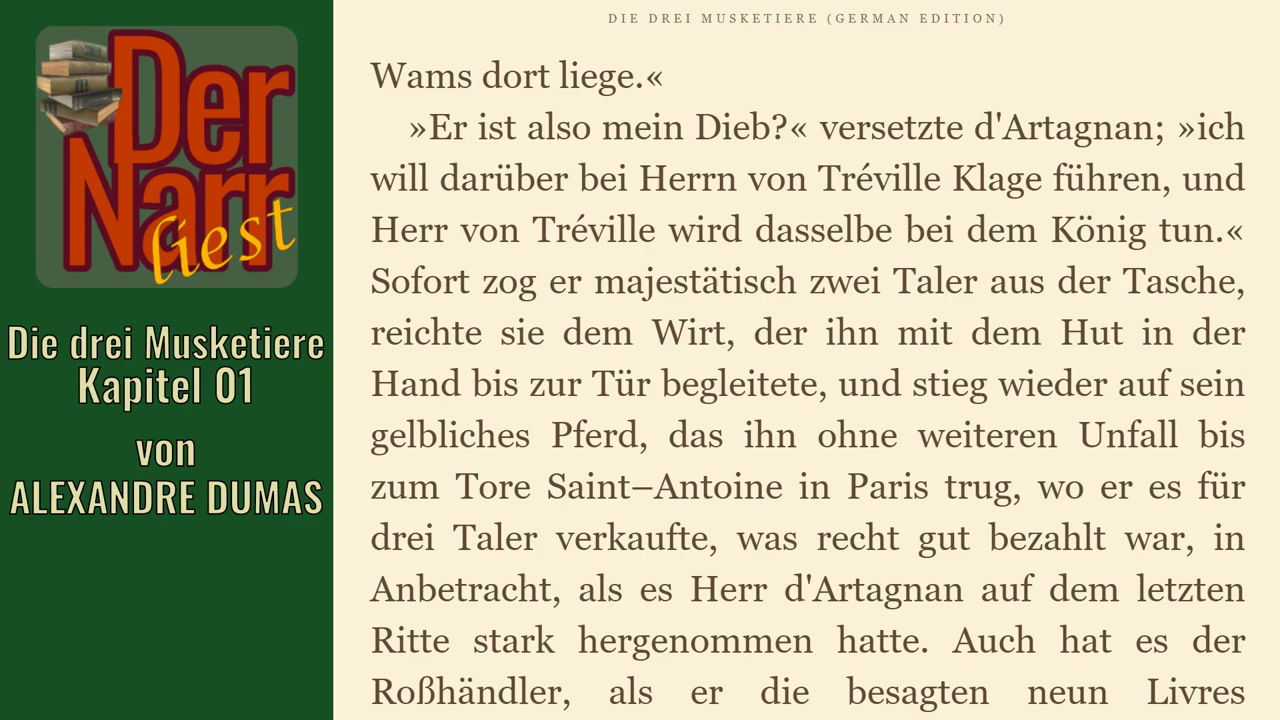 Der
Narr
liest
Die drei Musketiere
Kapitel 01
von
ALEXANDRE DUMAS
DIE DREI MUSKETIERE (GERMAN EDITION)
Wams dort liege.«
»Er ist also mein Dieb?« versetzte d'Artagnan; »ich
will darüber bei Herrn von Tréville Klage führen, und
Herr von Tréville wird dasselbe bei dem König tun.«
Sofort zog er majestätisch zwei Taler aus der Tasche,
reichte sie dem Wirt, der ihn mit dem Hut in der
Hand bis zur Tür begleitete, und stieg wieder auf sein
gelbliches Pferd, das ihn ohne weiteren Unfall bis
zum Tore Saint–Antoine in Paris trug, wo er es für
drei Taler verkaufte, was recht gut bezahlt war, in
Anbetracht, als es Herr d'Artagnan auf dem letzten
Ritte stark hergenommen hatte. Auch hat es der
Roßhändler, als er die besagten neun Livres